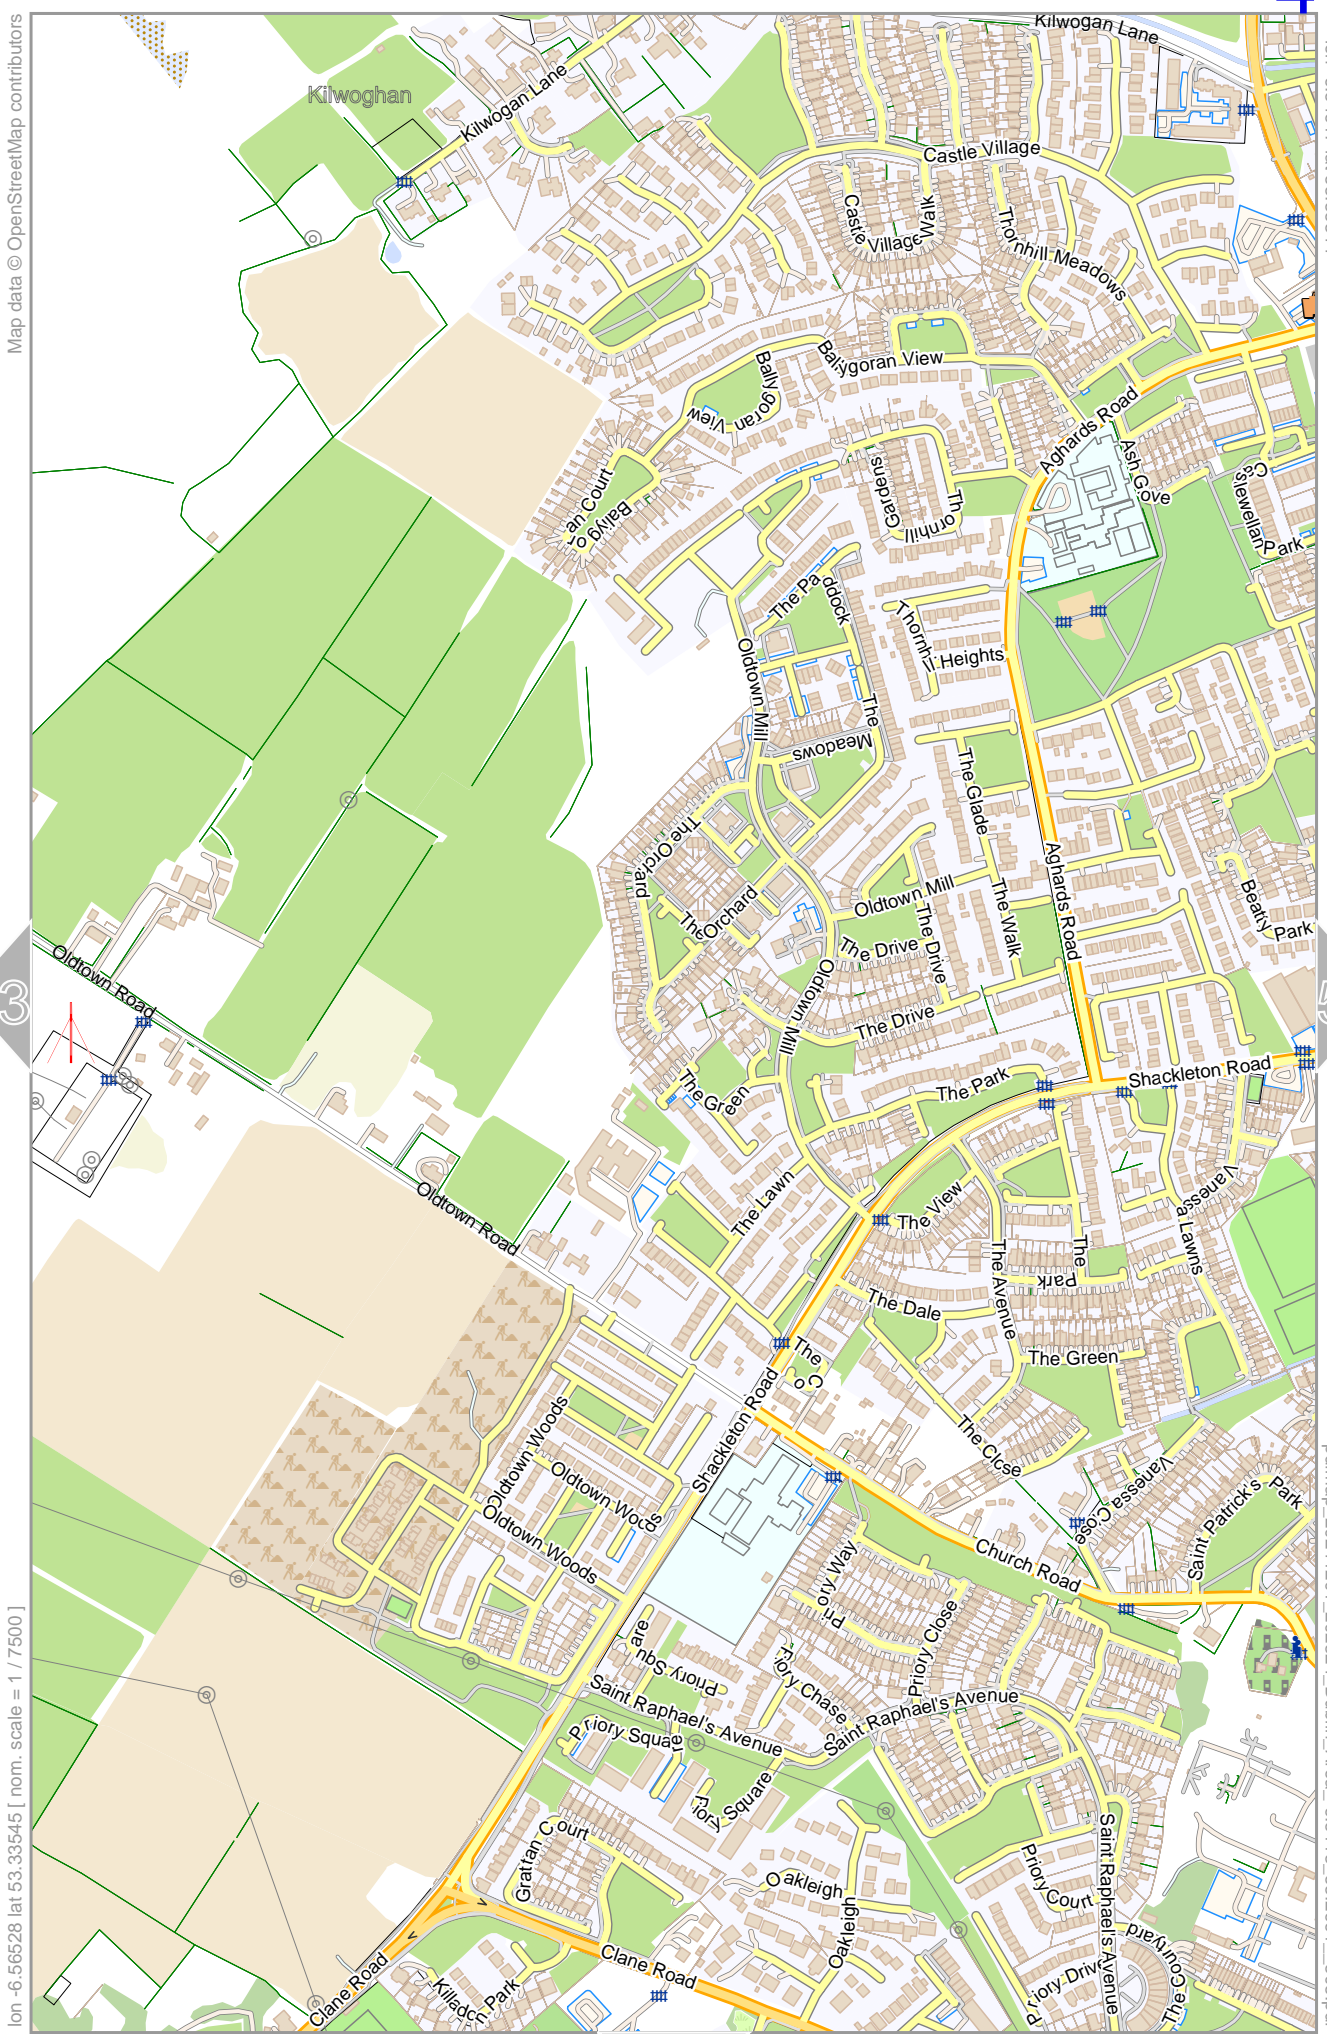 Map data © OpenStreetMap contributors
Kilwogan Lane
Kilwoghan
Kilwogan Lane
Castle Village
Castle Village
Walk
Thornhill Meadows
Ballygoran View
Ballygoran View
Aghards Road
Ash Gove
Caslewellan Park
Ballygoran Court
Thornhill Gardens
The Paddock
Thornhill Heights
Oldtown Mill
The Meadows
The Glade
The Orchard
The Orchard
Oldtown Mill
The Walk
Aghards Road
Beatty Park
The Drive
The Drive
The Drive
Oldtown Mill
Oldtown Road
3
5
The Green
The Park
Shackleton Road
Oldtown Road
The Lawn
The View
The Avenue
The Park
Vanessa Lawns
The Dale
The Green
The Co
Shackleton Road
The Close
Vanessa Close
Saint Patrick's Park
Oldtown Woods
Oldtown Woods
Oldtown Woods
Church Road
Priory Way
Priory Close
Priory Square
Priory Chase
Saint Raphael's Avenue
Saint Raphael's Avenue
Priory Square
Priory Square
Grattan Court
Oakleigh
Oakleigh
Priory Court
Saint Raphael's Avenue
The Courtyard
Priory Drive
Clane Road
Clane Road
Killadoon Park
lon -6.56528 lat 53.33545 [ nom. scale = 1 / 7500 ]